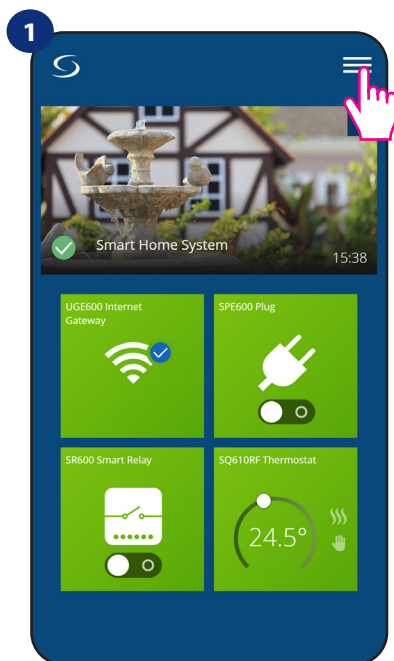 1
Smart Home System
15:38
UGE600 Internet
Gateway
SPE600 Plug
SR600 Smart Relay
SQ610RF Thermostat
24.5°